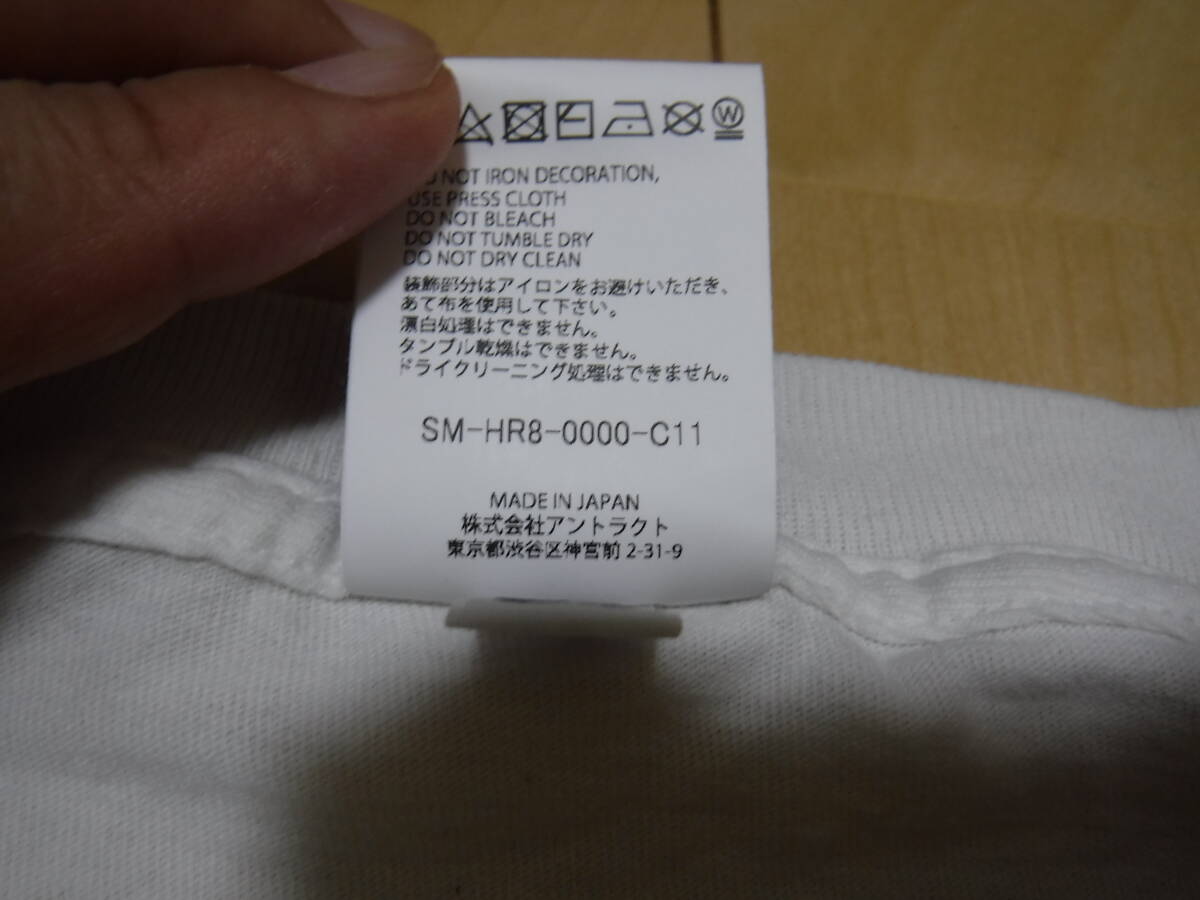 W
DO NOT IRON DECORATION,
USE PRESS CLOTH
DO NOT BLEACH
DO NOT TUMBLE DRY
DO NOT DRY CLEAN
装飾部分はアイロンをお避けいただき、
あて布を使用して下さい。
漂白処理はできません。
タンブル乾燥はできません。
ドライクリーニング処理はできません。
SM-HR8-0000-C11
MADE IN JAPAN
株式会社アントラクト
東京都渋谷区神宮前 2-31-9